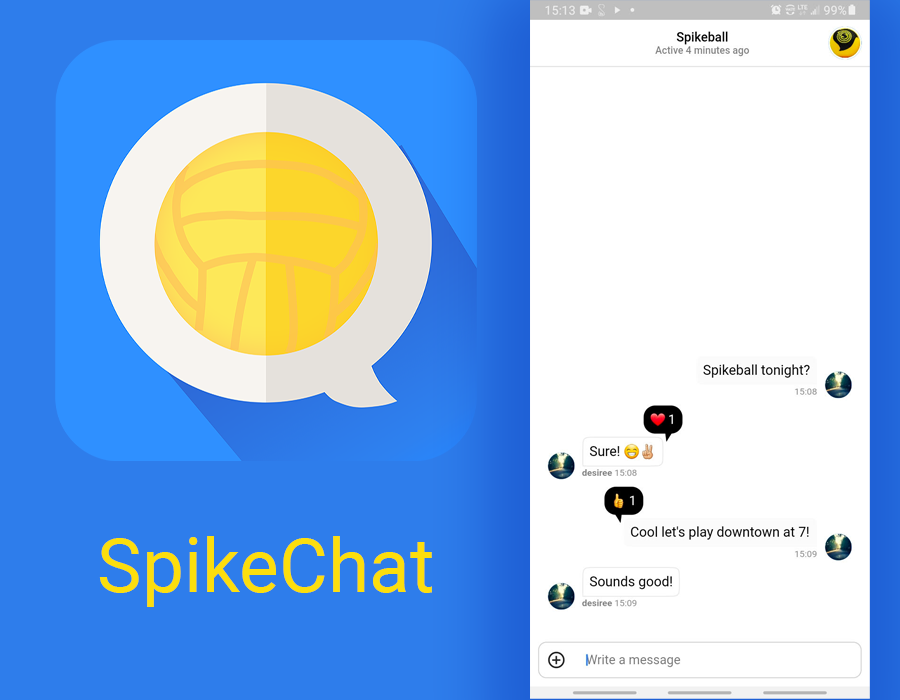 15:13 LTE 99%
Spikeball
Active 4 minutes ago
Spikeball tonight?
15:08
❤️ 1
Sure! 😁✌🏼
desiree 15:08
👍 1
Cool let's play downtown at 7!
15:09
Sounds good!
desiree 15:09
Write a message
SpikeChat